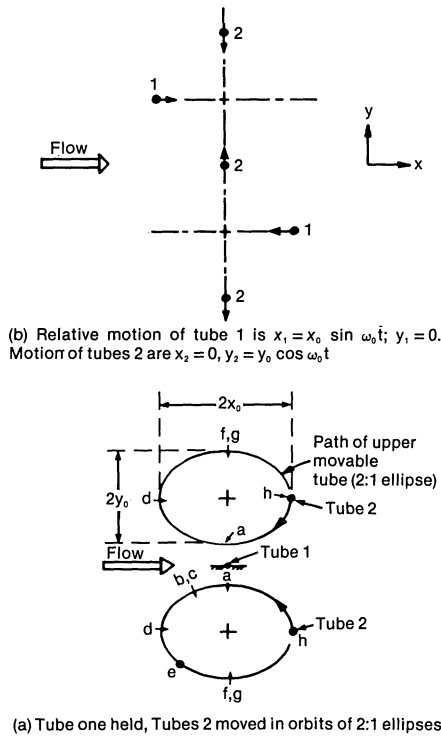 2
1
y
Flow
2
x
1
2
(b) Relative motion of tube 1 is x₁ = x₀ sin ω₀t̄; y₁ = 0.
Motion of tubes 2 are x₂ = 0, y₂ = y₀ cos ω₀t
2x₀
f,g
Path of upper
movable
tube (2:1 ellipse)
2y₀
d
h
Tube 2
a
Flow
Tube 1
b,c
a
d
Tube 2
h
e
f,g
(a) Tube one held, Tubes 2 moved in orbits of 2:1 ellipses